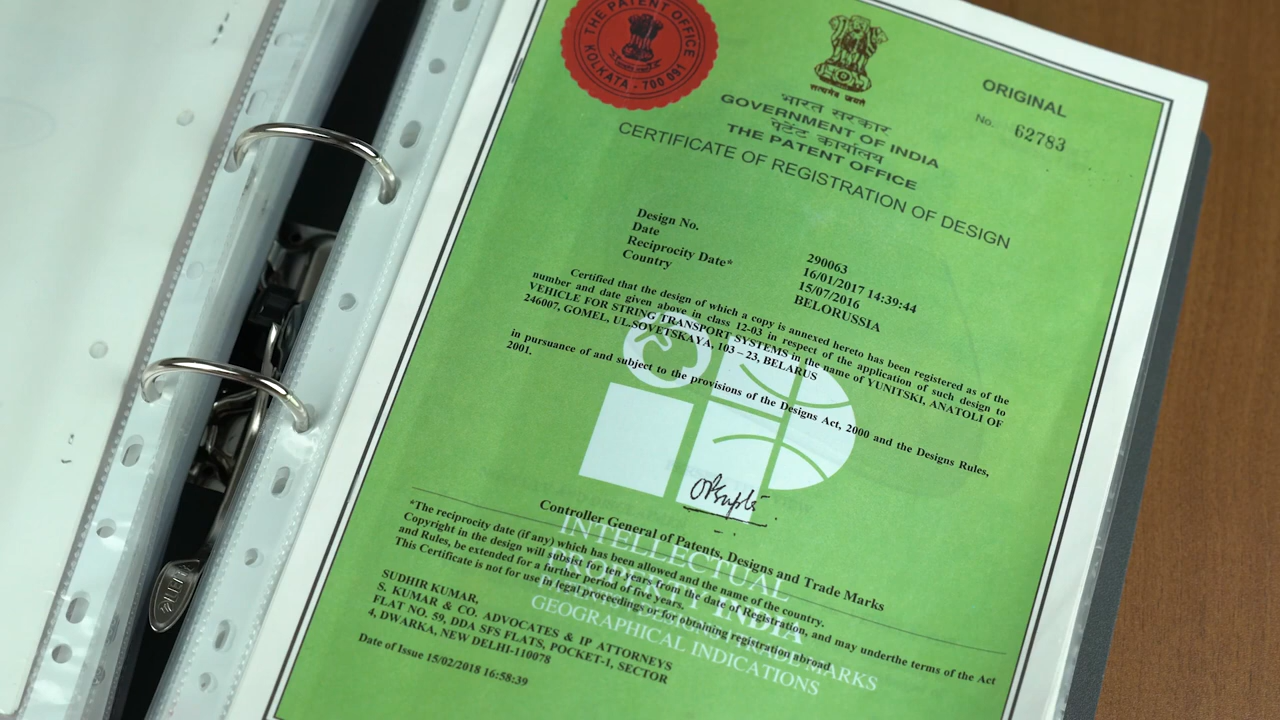 THE PATENT OFFICE
KOLKATA - 700 091
सत्यमेव जयते
ORIGINAL
No. 62783
भारत सरकार
GOVERNMENT OF INDIA
पेटेंट कार्यालय
THE PATENT OFFICE
CERTIFICATE OF REGISTRATION OF DESIGN
Design No. 290063
Date 16/01/2017 14:39:44
Reciprocity Date* 15/07/2016
Country BELORUSSIA
Certified that the design of which a copy is annexed hereto has been registered as of the
number and date given above in class 12-03 in respect of the application of such design to
VEHICLE FOR STRING TRANSPORT SYSTEMS in the name of YUNITSKI, ANATOLI OF
246007, GOMEL, UL.SOVETSKAYA, 103 – 23, BELARUS
in pursuance of and subject to the provisions of the Designs Act, 2000 and the Designs Rules,
2001.
Controller General of Patents, Designs and Trade Marks
INTELLECTUAL
PROPERTY INDIA
TRADE MARKS
GEOGRAPHICAL INDICATIONS
*The reciprocity date (if any) which has been allowed and the name of the country.
Copyright in the design will subsist for ten years from the date of Registration, and may underthe terms of the Act
and Rules, be extended for a further period of five years.
This Certificate is not for use in legal proceedings or for obtaining registration abroad
SUDHIR KUMAR,
S. KUMAR & CO. ADVOCATES & IP ATTORNEYS
FLAT NO. 59, DDA SFS FLATS, POCKET-1, SECTOR
4, DWARKA, NEW DELHI-110078
Date of Issue 15/02/2018 16:58:39